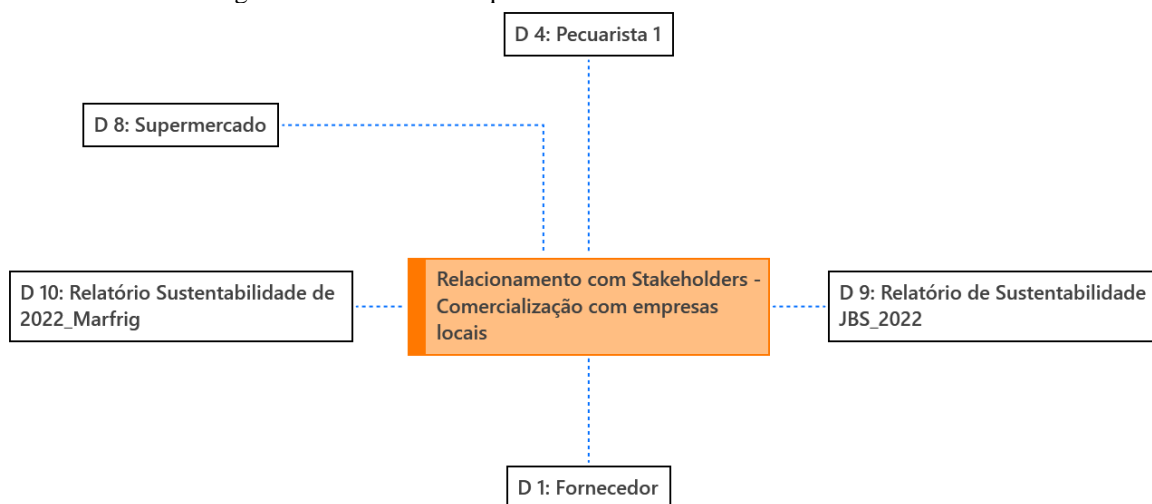 D 4: Pecuarista 1
D 8: Supermercado
Relacionamento com Stakeholders -
Comercialização com empresas
locais
D 10: Relatório Sustentabilidade de
2022_Marfrig
D 9: Relatório de Sustentabilidade
JBS_2022
D 1: Fornecedor